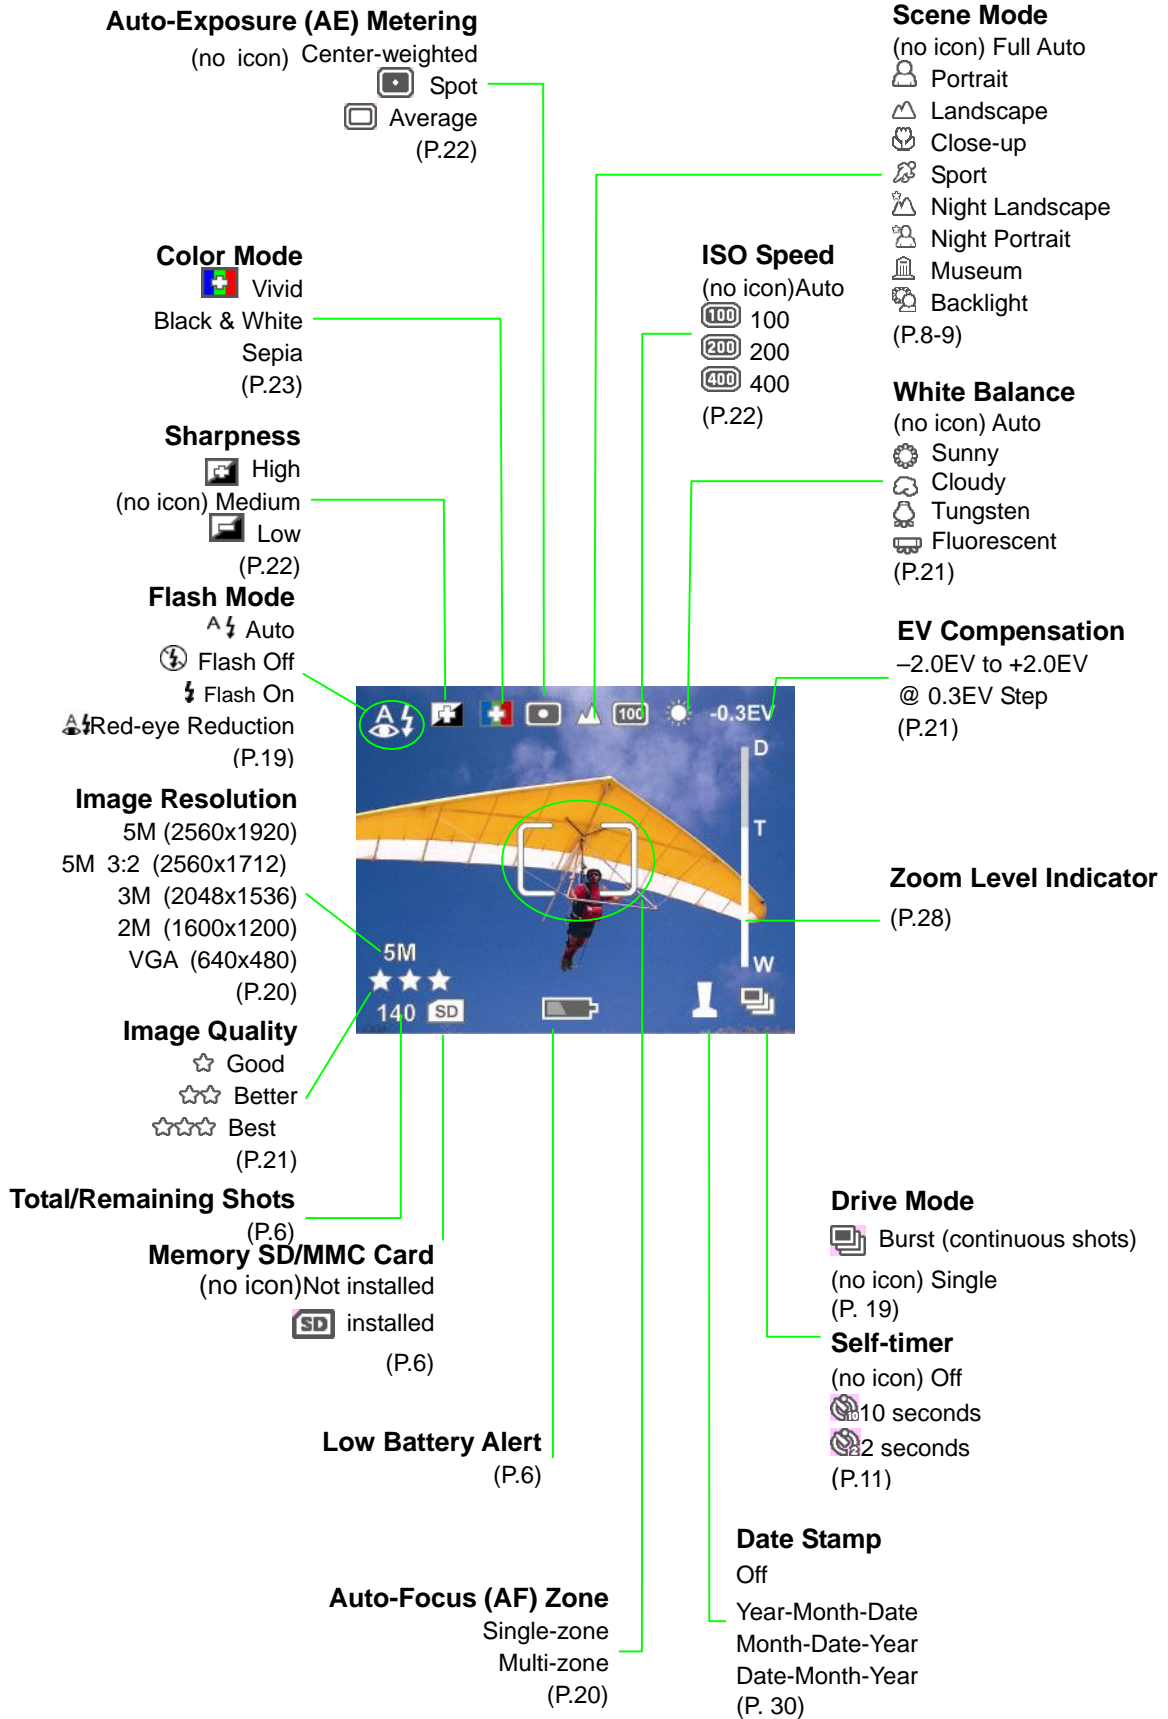 Auto-Exposure (AE) Metering
(no icon) Center-weighted
Spot
Average
(P.22)
Scene Mode
(no icon) Full Auto
Portrait
Landscape
Close-up
Sport
Night Landscape
Night Portrait
Museum
Backlight
(P.8-9)
Color Mode
Vivid
Black & White
Sepia
(P.23)
ISO Speed
(no icon)Auto
100 100
200 200
400 400
(P.22)
Sharpness
High
(no icon) Medium
Low
(P.22)
White Balance
(no icon) Auto
Sunny
Cloudy
Tungsten
Fluorescent
(P.21)
Flash Mode
A Auto
Flash Off
Flash On
A Red-eye Reduction
(P.19)
EV Compensation
–2.0EV to +2.0EV
@ 0.3EV Step
(P.21)
A 100 -0.3EV
D
T
W
5M
140 SD
Image Resolution
5M (2560x1920)
5M 3:2 (2560x1712)
3M (2048x1536)
2M (1600x1200)
VGA (640x480)
(P.20)
Zoom Level Indicator
(P.28)
Image Quality
Good
Better
Best
(P.21)
Total/Remaining Shots
(P.6)
Memory SD/MMC Card
(no icon)Not installed
SD installed
(P.6)
Drive Mode
Burst (continuous shots)
(no icon) Single
(P. 19)
Self-timer
(no icon) Off
10 10 seconds
2 2 seconds
(P.11)
Low Battery Alert
(P.6)
Date Stamp
Off
Year-Month-Date
Month-Date-Year
Date-Month-Year
(P. 30)
Auto-Focus (AF) Zone
Single-zone
Multi-zone
(P.20)